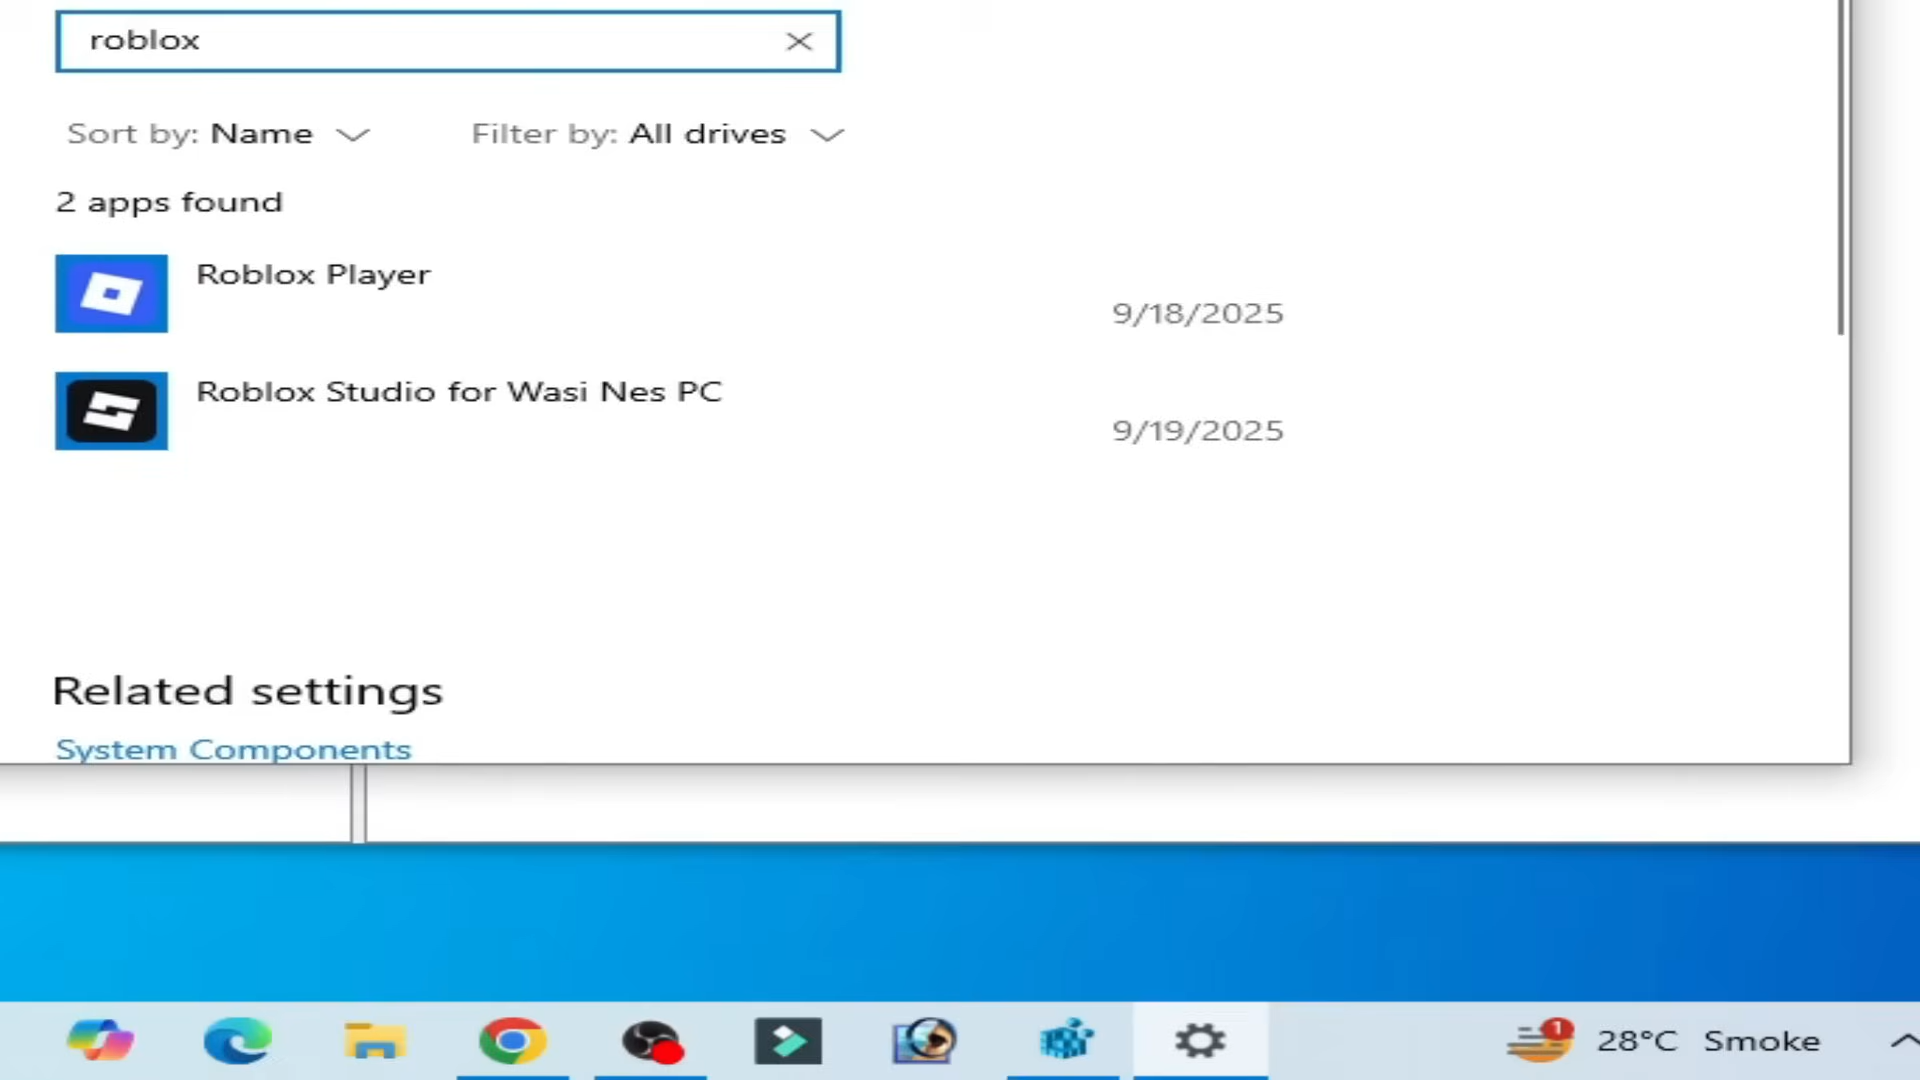 roblox
Sort by: Name Filter by: All drives
2 apps found
Roblox Player
9/18/2025
Roblox Studio for Wasi Nes PC
9/19/2025
Related settings
System Components
1
28°C Smoke